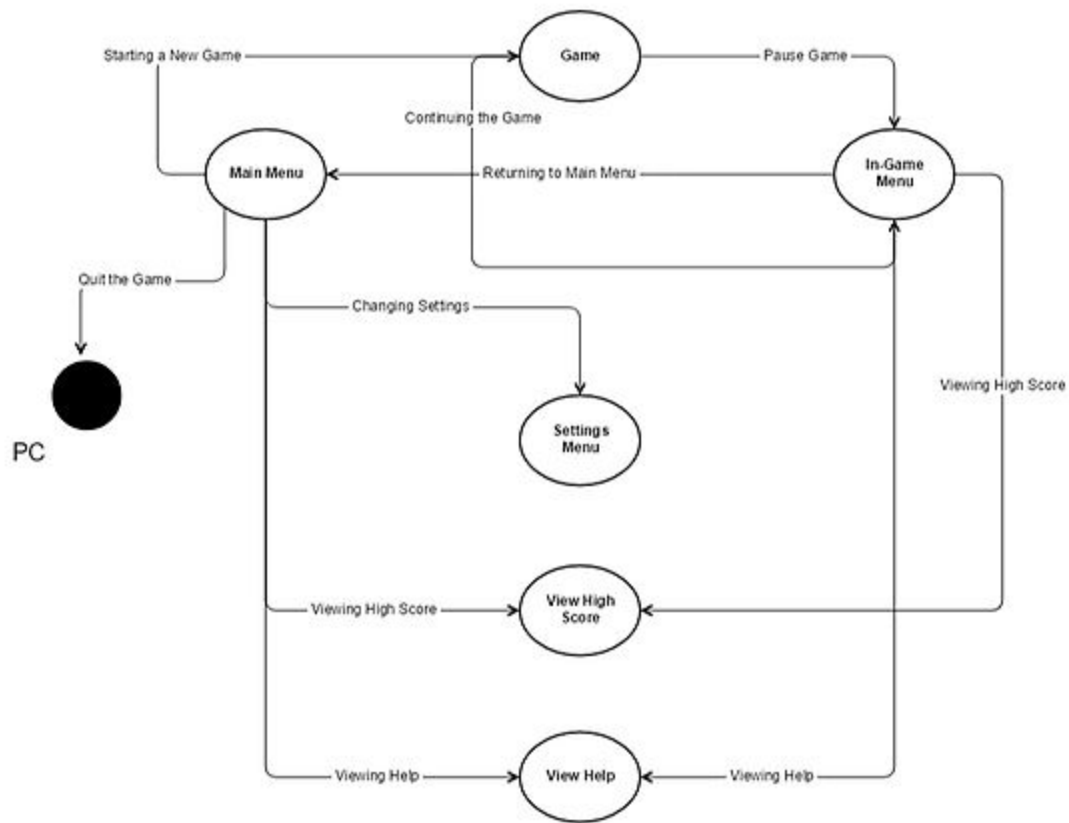 Starting a New Game
Game
Pause Game
Continuing the Game
Main Menu
Returning to Main Menu
In-Game
Menu
Quit the Game
Changing Settings
Viewing High Score
Settings
Menu
PC
View High
Score
Viewing High Score
Viewing Help
View Help
Viewing Help